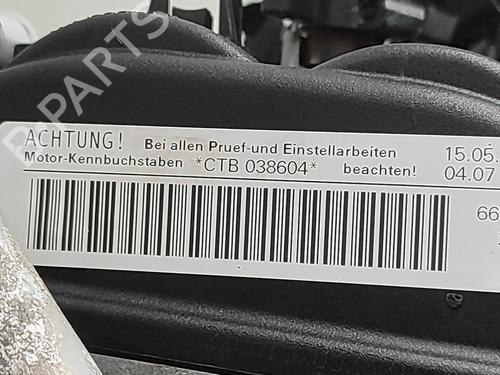 ACHTUNG! Bei allen Pruef-und Einstellarbeiten 15.05.
Motor-Kennbuchstaben *CTB 038604* beachten! 04.07
66
B-PARTS